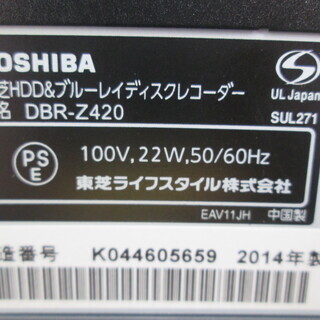 TOSHIBA
芝HDD&ブルーレイディスクレコーダー
名 DBR-Z420
UL Japan
SUL271
PS
E
100V,22W,50/60Hz
東芝ライフスタイル株式会社
EAV11JH 中国製
造番号 K044605659 2014年製